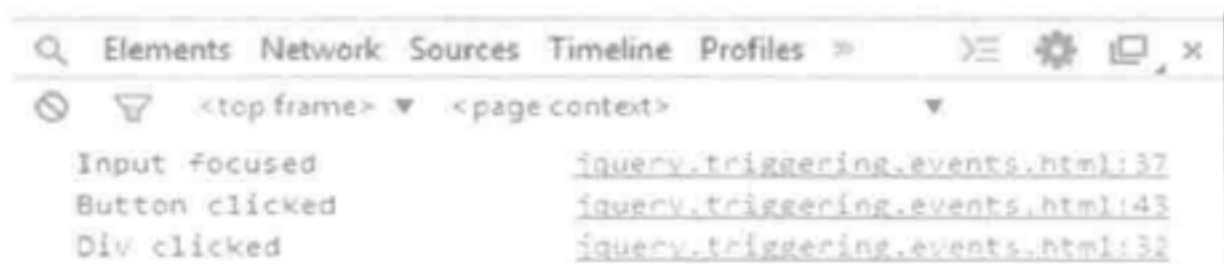 Elements Network Sources Timeline Profiles »
<top frame> ▼ <page context> ▼
Input focused jquery.triggering.events.html:37
Button clicked jquery.triggering.events.html:43
Div clicked jquery.triggering.events.html:32